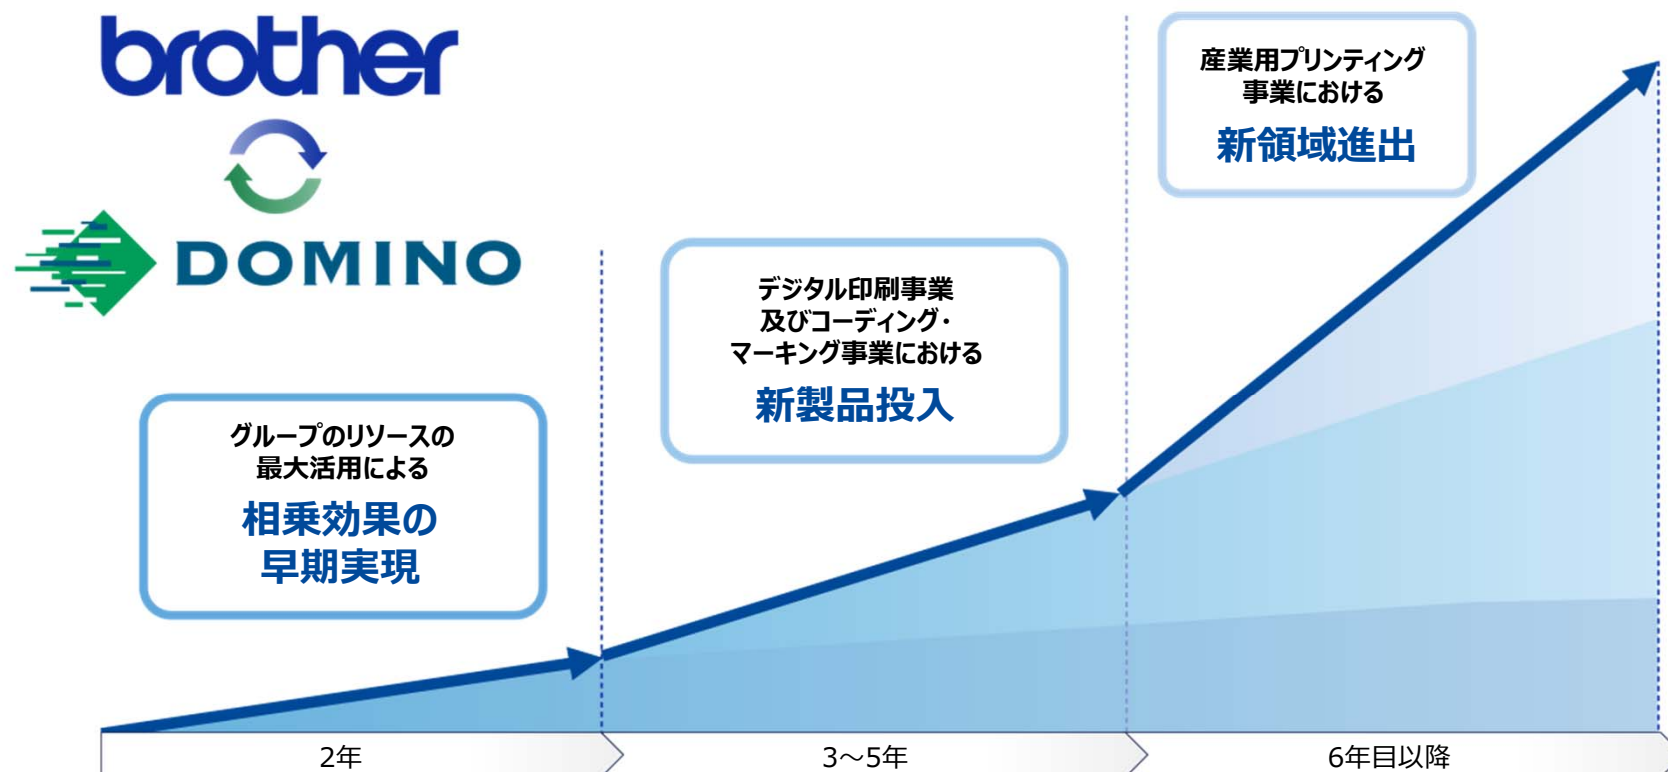 brother
DOMINO
グループのリソースの
最大活用による
相乗効果の
早期実現
デジタル印刷事業
及びコーディング・
マーキング事業における
新製品投入
産業用プリンティング
事業における
新領域進出
2年
3～5年
6年目以降